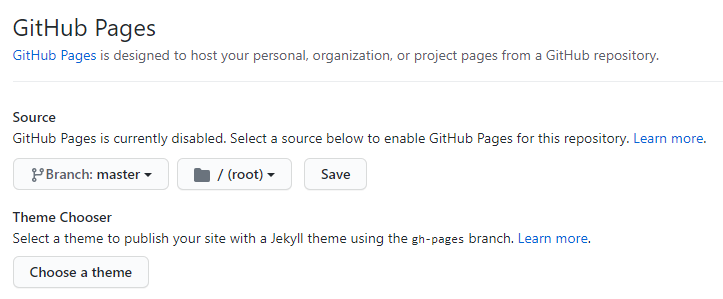 GitHub Pages
GitHub Pages is designed to host your personal, organization, or project pages from a GitHub repository.
Source
GitHub Pages is currently disabled. Select a source below to enable GitHub Pages for this repository. Learn more.
Branch: master / (root) Save
Theme Chooser
Select a theme to publish your site with a Jekyll theme using the gh-pages branch. Learn more.
Choose a theme